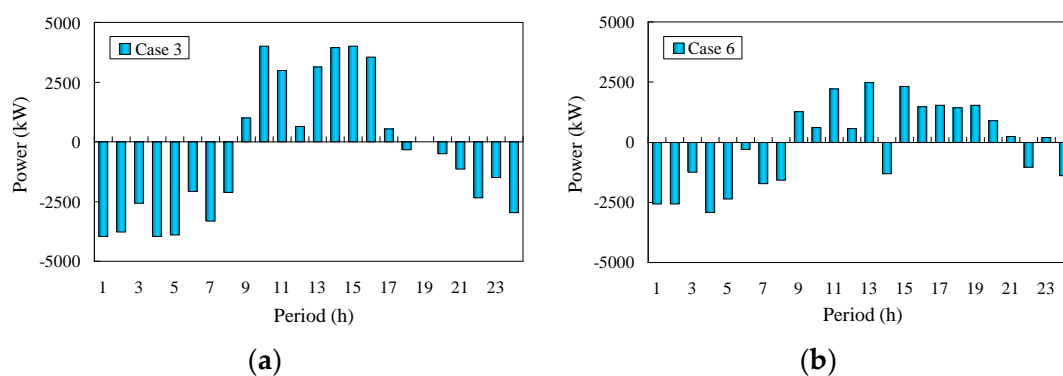 5000
Case 3
2500
0
-2500
-5000
Power (kW)
1 3 5 7 9 11 13 15 17 19 21 23
Period (h)
(a)
5000
Case 6
2500
0
-2500
-5000
Power (kW)
1 3 5 7 9 11 13 15 17 19 21 23
Period (h)
(b)